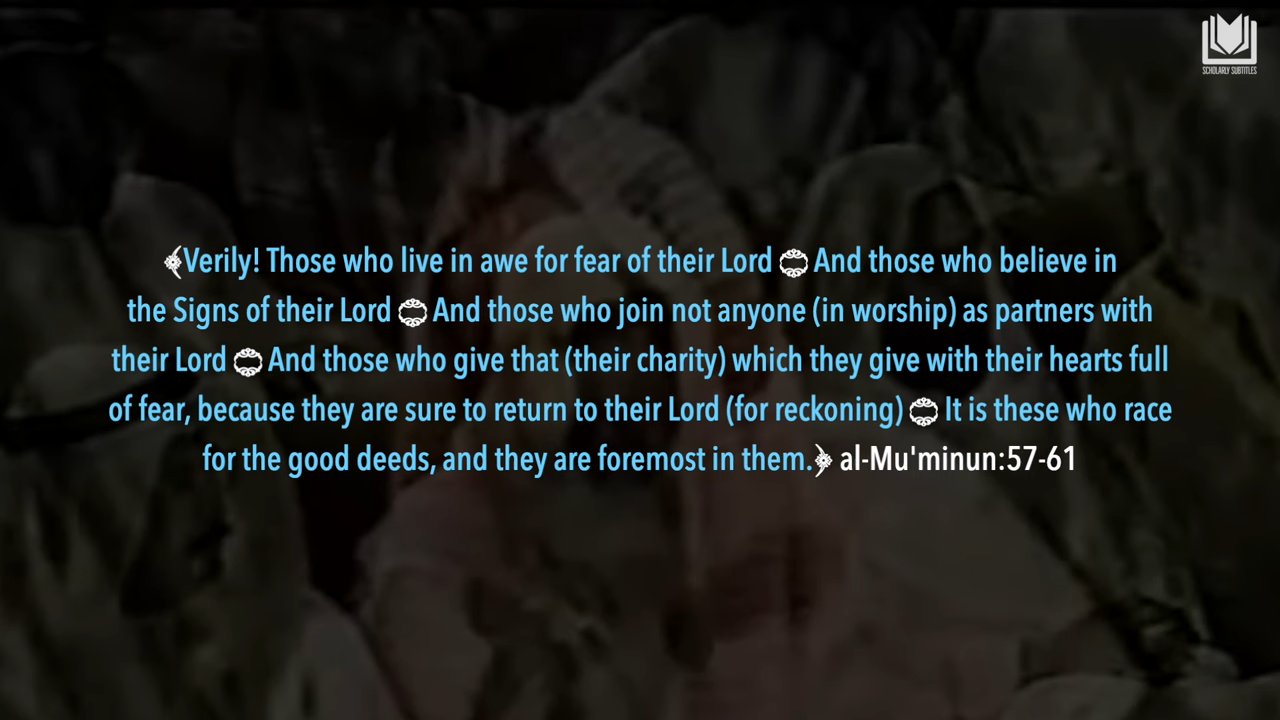 SCHOLARLY SUBTITLES
﴾Verily! Those who live in awe for fear of their Lord ۝ And those who believe in
the Signs of their Lord ۝ And those who join not anyone (in worship) as partners with
their Lord ۝ And those who give that (their charity) which they give with their hearts full
of fear, because they are sure to return to their Lord (for reckoning) ۝ It is these who race
for the good deeds, and they are foremost in them.﴿ al-Mu'minun:57-61